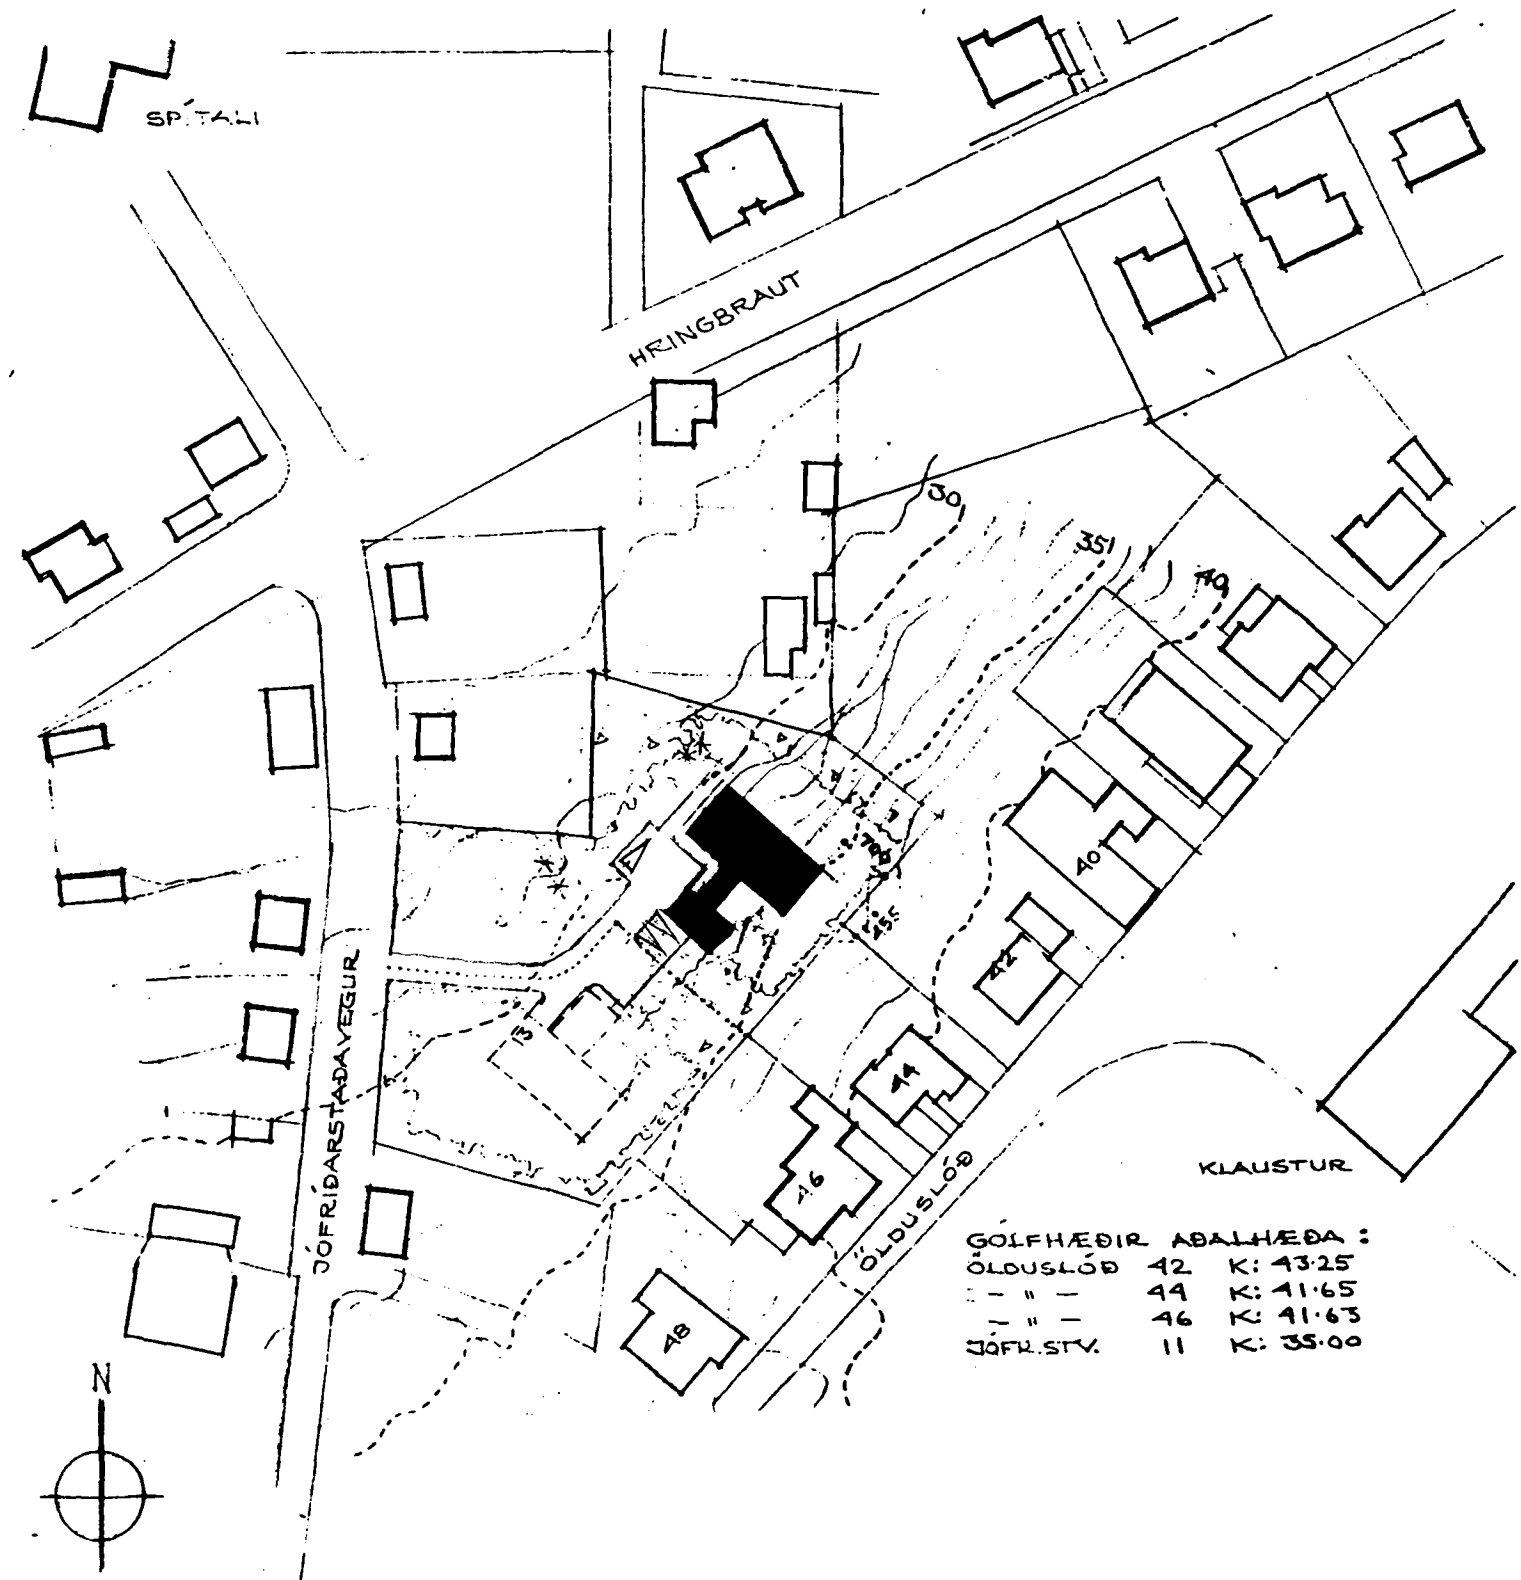 SPÍTALI
HRINGBRAUT
30
35
40
40
42
455
13
44
JÓFRÍÐARSTAÐAVEGUR
46
KLAUSTUR
ÖLDUSLÓÐ
48
GÓLFHÆÐIR AÐALHÆÐA :
ÖLDUSLÓÐ 42 K: 43.25
- " - 44 K: 41.65
- " - 46 K: 41.63
JÓFR.STV. 11 K: 35.00
N